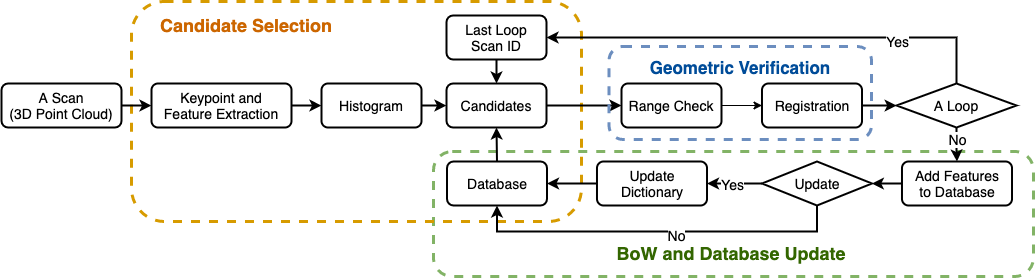 Candidate Selection
Last Loop
Scan ID
Yes
Geometric Verification
A Scan
(3D Point Cloud)
Keypoint and
Feature Extraction
Histogram
Candidates
Range Check
Registration
A Loop
No
Database
Update
Dictionary
Yes
Update
Add Features
to Database
No
BoW and Database Update